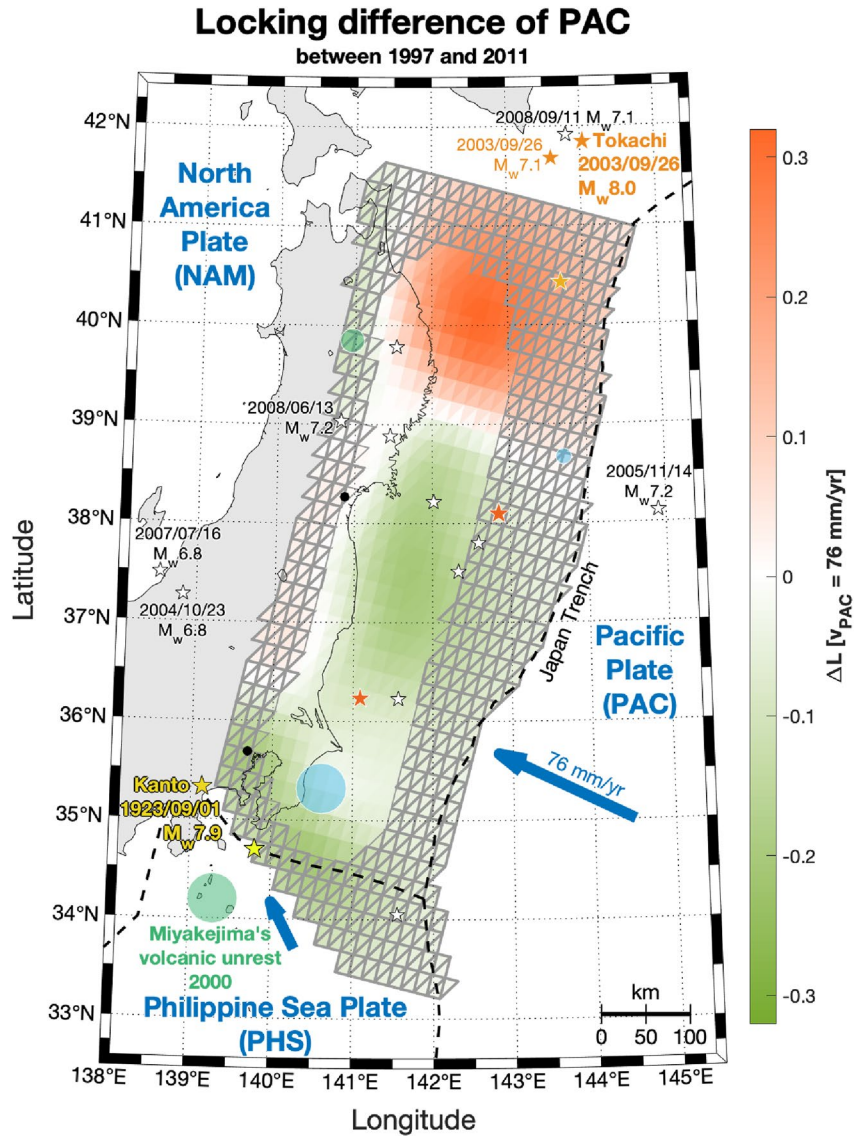 Locking difference of PAC
between 1997 and 2011
42°N
41°N
40°N
39°N
38°N
37°N
36°N
35°N
34°N
33°N
Latitude
138°E
139°E
140°E
141°E
142°E
143°E
144°E
145°E
Longitude
North
America
Plate
(NAM)
2008/09/11 Mw7.1
2003/09/26
Mw7.1
Tokachi
2003/09/26
Mw8.0
2008/06/13
Mw7.2
2005/11/14
Mw7.2
2007/07/16
Mw6.8
2004/10/23
Mw6.8
Japan Trench
Pacific
Plate
(PAC)
76 mm/yr
Kanto
1923/09/01
Mw7.9
Miyakejima's
volcanic unrest
2000
Philippine Sea Plate
(PHS)
km
0
50
100
0.3
0.2
0.1
0
-0.1
-0.2
-0.3
ΔL [vPAC = 76 mm/yr]